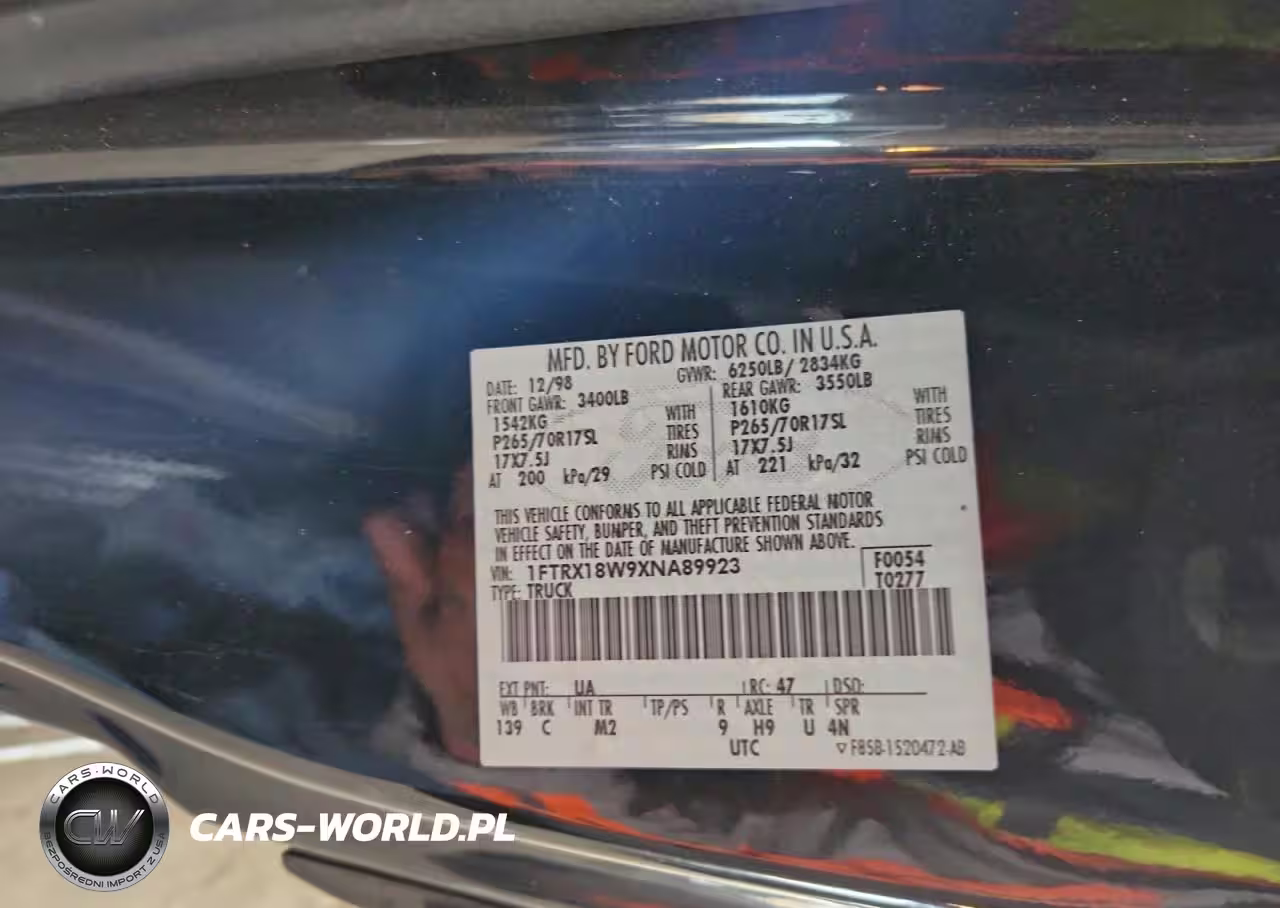 MFD. BY FORD MOTOR CO. IN U.S.A.
DATE: 12/98 GVWR: 6250LB/ 2834KG
FRONT GAWR: 3400LB REAR GAWR: 3550LB
1542KG WITH 1610KG WITH
P265/70R17SL TIRES P265/70R17SL TIRES
17X7.5J RIMS 17X7.5J RIMS
AT 200 kPa/29 PSI COLD AT 221 kPa/32 PSI COLD
THIS VEHICLE CONFORMS TO ALL APPLICABLE FEDERAL MOTOR
VEHICLE SAFETY, BUMPER, AND THEFT PREVENTION STANDARDS
IN EFFECT ON THE DATE OF MANUFACTURE SHOWN ABOVE.
VIN: 1FTRX18W9XNA89923 F0054
TYPE: TRUCK T0277
EXT PNT: UA RC: 47 DSO:
WB BRK INT TR TP/PS R AXLE TR SPR
139 C M2 9 H9 U 4N
UTC ▽ F85B-1520472-AB
CARS-WORLD
CW
BEZPOŚREDNI IMPORT Z USA
CARS-WORLD.PL